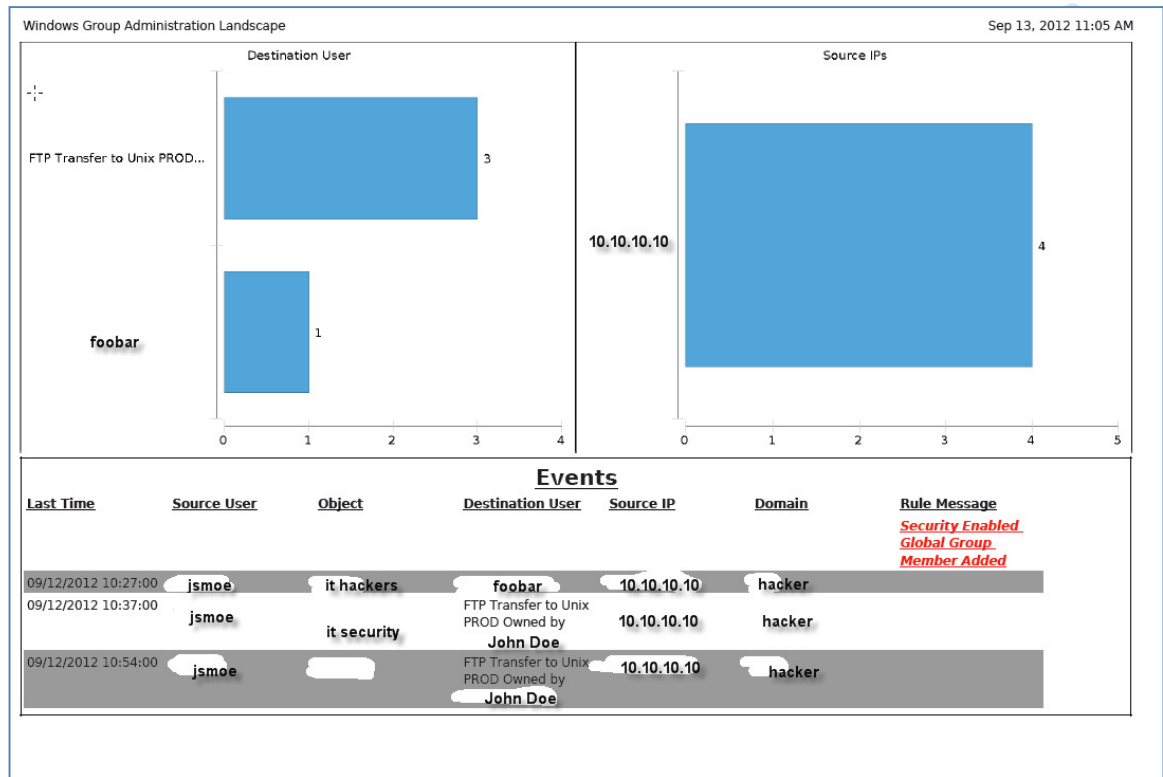 Windows Group Administration Landscape Sep 13, 2012 11:05 AM
Destination User
FTP Transfer to Unix PROD...
3
foobar
1
0 1 2 3 4
Source IPs
10.10.10.10
4
0 1 2 3 4 5
Events
Last Time Source User Object Destination User Source IP Domain Rule Message
Security Enabled
Global Group
Member Added
09/12/2012 10:27:00 jsmoe it hackers foobar 10.10.10.10 hacker
09/12/2012 10:37:00 jsmoe it security FTP Transfer to Unix 10.10.10.10 hacker
PROD Owned by
John Doe
09/12/2012 10:54:00 jsmoe FTP Transfer to Unix 10.10.10.10 hacker
PROD Owned by
John Doe